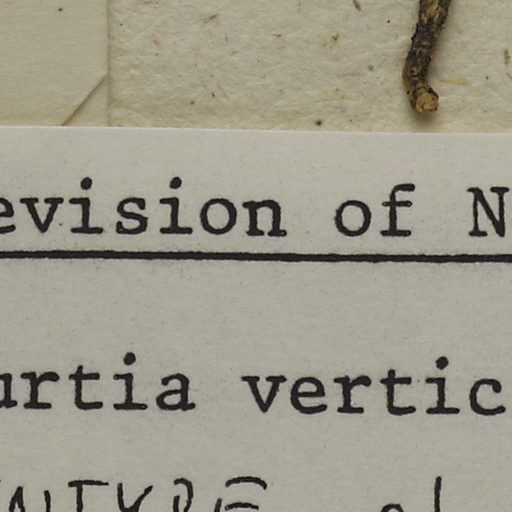 evision of N
urtia vertic